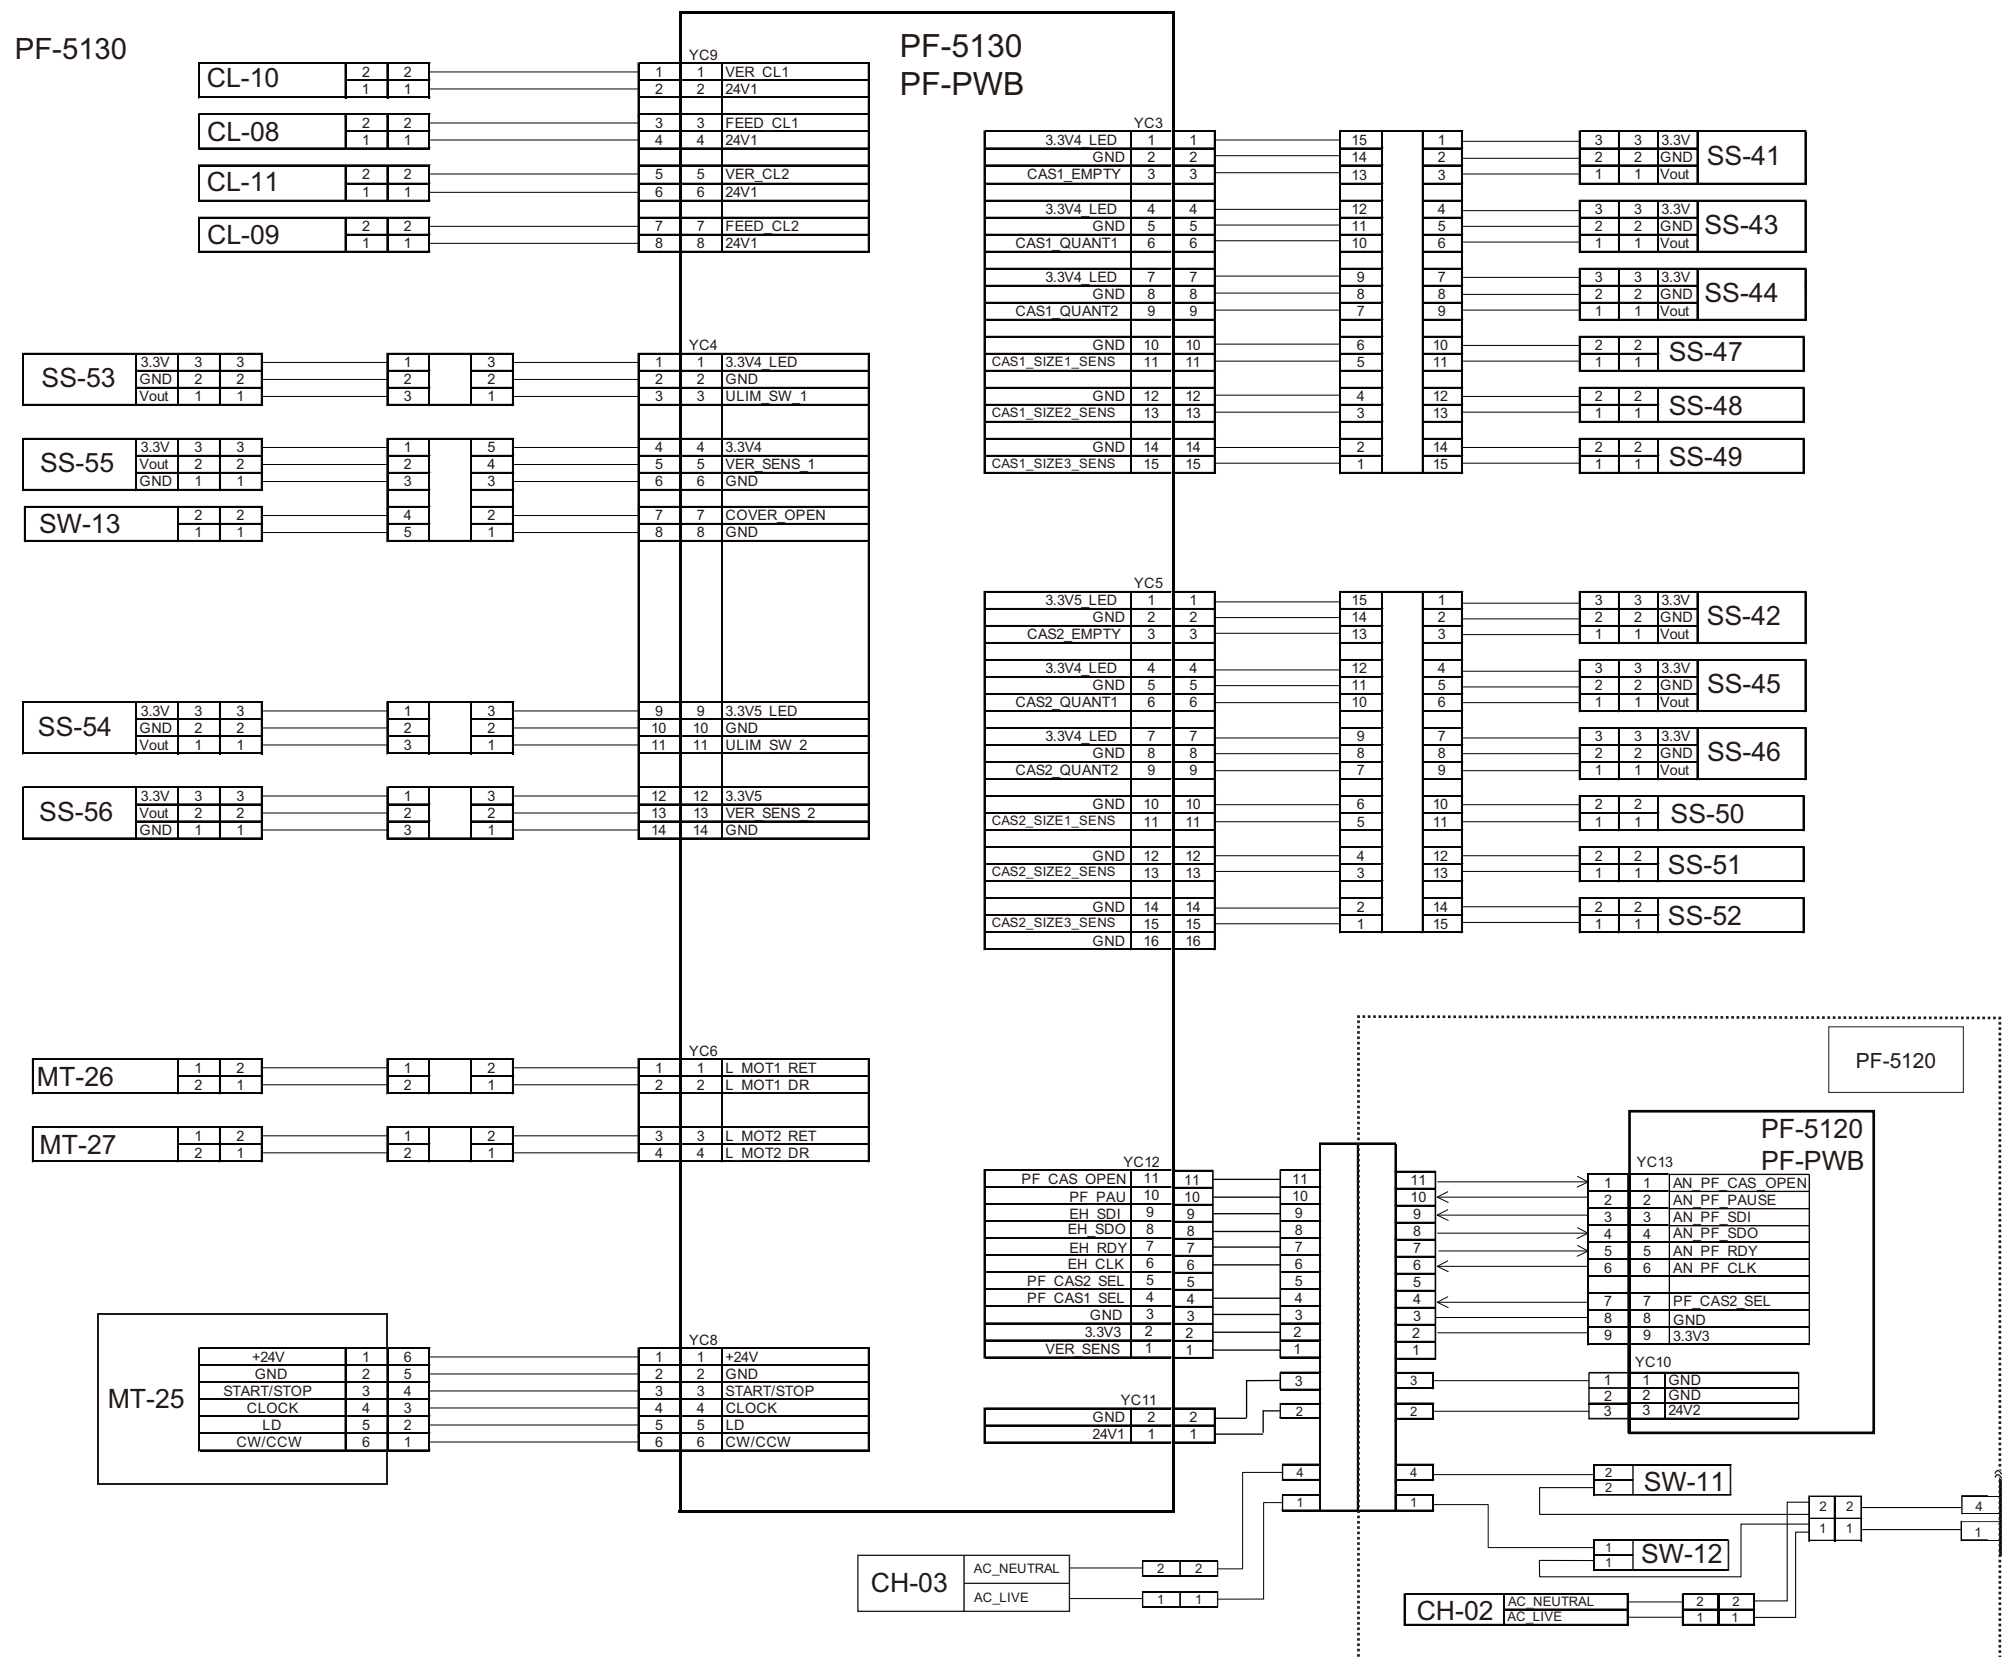 PF-5130
PF-5130
PF-PWB
YC9
CL-10 2 2 1 1 VER_CL1
1 1 2 2 24V1
CL-08 2 2 3 3 FEED_CL1
1 1 4 4 24V1
CL-11 2 2 5 5 VER_CL2
1 1 6 6 24V1
CL-09 2 2 7 7 FEED_CL2
1 1 8 8 24V1
YC4
SS-53 3.3V 3 3 1 3 1 1 3.3V4_LED
GND 2 2 2 2 2 2 GND
Vout 1 1 3 1 3 3 ULIM_SW_1
SS-55 3.3V 3 3 1 5 4 4 3.3V4
Vout 2 2 2 4 5 5 VER_SENS_1
GND 1 1 3 3 6 6 GND
SW-13 2 2 4 2 7 7 COVER_OPEN
1 1 5 1 8 8 GND
SS-54 3.3V 3 3 1 3 9 9 3.3V5_LED
GND 2 2 2 2 10 10 GND
Vout 1 1 3 1 11 11 ULIM_SW_2
SS-56 3.3V 3 3 1 3 12 12 3.3V5
Vout 2 2 2 2 13 13 VER_SENS_2
GND 1 1 3 1 14 14 GND
YC6
MT-26 1 2 1 2 1 1 L_MOT1_RET
2 1 2 1 2 2 L_MOT1_DR
MT-27 1 2 1 2 3 3 L_MOT2_RET
2 1 2 1 4 4 L_MOT2_DR
YC8
MT-25 +24V 1 6 1 1 +24V
GND 2 5 2 2 GND
START/STOP 3 4 3 3 START/STOP
CLOCK 4 3 4 4 CLOCK
LD 5 2 5 5 LD
CW/CCW 6 1 6 6 CW/CCW
YC3
3.3V4_LED 1 1 15 1 3 3 3.3V SS-41
GND 2 2 14 2 2 2 GND
CAS1_EMPTY 3 3 13 3 1 1 Vout
3.3V4_LED 4 4 12 4 3 3 3.3V SS-43
GND 5 5 11 5 2 2 GND
CAS1_QUANT1 6 6 10 6 1 1 Vout
3.3V4_LED 7 7 9 7 3 3 3.3V SS-44
GND 8 8 8 8 2 2 GND
CAS1_QUANT2 9 9 7 9 1 1 Vout
GND 10 10 6 10 2 2 SS-47
CAS1_SIZE1_SENS 11 11 5 11 1 1
GND 12 12 4 12 2 2 SS-48
CAS1_SIZE2_SENS 13 13 3 13 1 1
GND 14 14 2 14 2 2 SS-49
CAS1_SIZE3_SENS 15 15 1 15 1 1
YC5
3.3V5_LED 1 1 15 1 3 3 3.3V SS-42
GND 2 2 14 2 2 2 GND
CAS2_EMPTY 3 3 13 3 1 1 Vout
3.3V4_LED 4 4 12 4 3 3 3.3V SS-45
GND 5 5 11 5 2 2 GND
CAS2_QUANT1 6 6 10 6 1 1 Vout
3.3V4_LED 7 7 9 7 3 3 3.3V SS-46
GND 8 8 8 8 2 2 GND
CAS2_QUANT2 9 9 7 9 1 1 Vout
GND 10 10 6 10 2 2 SS-50
CAS2_SIZE1_SENS 11 11 5 11 1 1
GND 12 12 4 12 2 2 SS-51
CAS2_SIZE2_SENS 13 13 3 13 1 1
GND 14 14 2 14 2 2 SS-52
CAS2_SIZE3_SENS 15 15 1 15 1 1
GND 16 16
PF-5120
PF-5120
PF-PWB
YC12
YC13
PF_CAS_OPEN 11 11 11 11 1 1 AN_PF_CAS_OPEN
PF_PAU 10 10 10 10 2 2 AN_PF_PAUSE
EH_SDI 9 9 9 9 3 3 AN_PF_SDI
EH_SDO 8 8 8 8 4 4 AN_PF_SDO
EH_RDY 7 7 7 7 5 5 AN_PF_RDY
EH_CLK 6 6 6 6 6 6 AN_PF_CLK
PF_CAS2_SEL 5 5 5 5
PF_CAS1_SEL 4 4 4 4 7 7 PF_CAS2_SEL
GND 3 3 3 3 8 8 GND
3.3V3 2 2 2 2 9 9 3.3V3
VER_SENS 1 1 1 1
YC10
3 3 1 1 GND
2 2 GND
YC11
GND 2 2 2 2 3 3 24V2
24V1 1 1
4 4 2 SW-11
2
1 1 2 2 4
1 1 1
1 SW-12
1
CH-03 AC_NEUTRAL 2 2
AC_LIVE 1 1
CH-02 AC_NEUTRAL 2 2
AC_LIVE 1 1